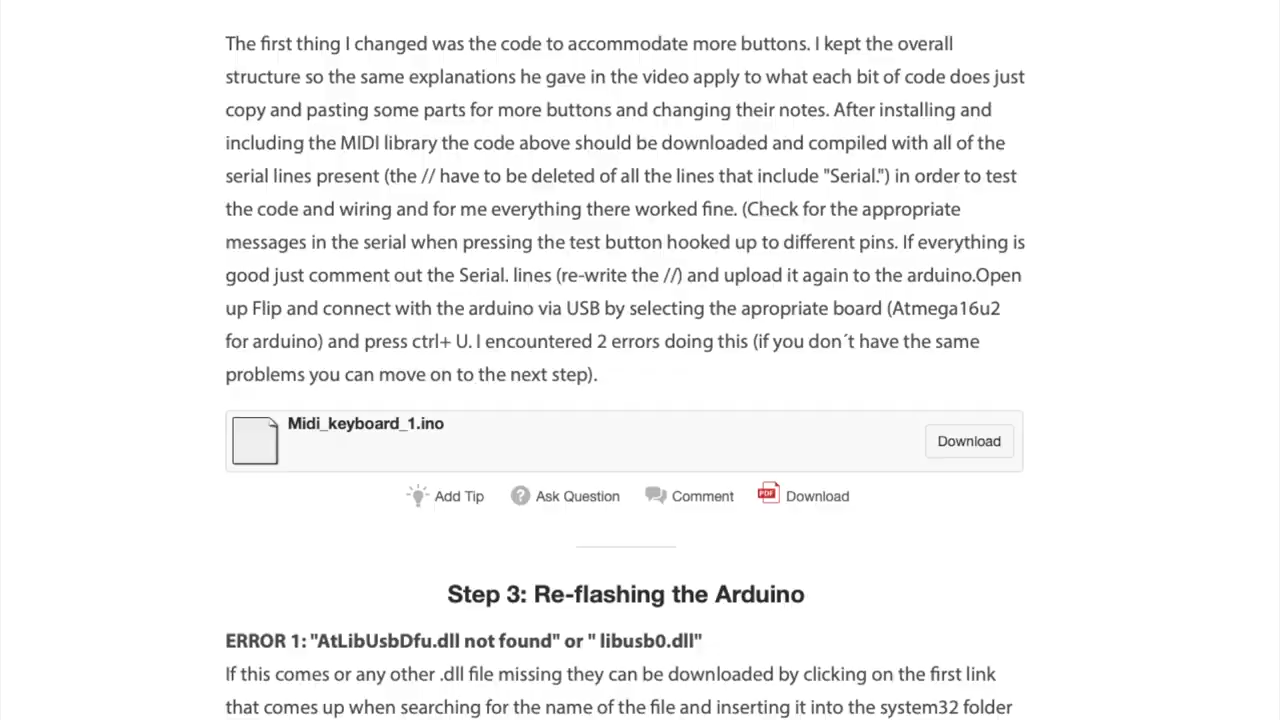 The first thing I changed was the code to accommodate more buttons. I kept the overall
structure so the same explanations he gave in the video apply to what each bit of code does just
copy and pasting some parts for more buttons and changing their notes. After installing and
including the MIDI library the code above should be downloaded and compiled with all of the
serial lines present (the // have to be deleted of all the lines that include "Serial.") in order to test
the code and wiring and for me everything there worked fine. (Check for the appropriate
messages in the serial when pressing the test button hooked up to different pins. If everything is
good just comment out the Serial. lines (re-write the //) and upload it again to the arduino.Open
up Flip and connect with the arduino via USB by selecting the apropriate board (Atmega16u2
for arduino) and press ctrl+ U. I encountered 2 errors doing this (if you don´t have the same
problems you can move on to the next step).
Midi_keyboard_1.ino
Download
Add Tip
Ask Question
Comment
PDF
Download
Step 3: Re-flashing the Arduino
ERROR 1: "AtLibUsbDfu.dll not found" or " libusb0.dll"
If this comes or any other .dll file missing they can be downloaded by clicking on the first link
that comes up when searching for the name of the file and inserting it into the system32 folder